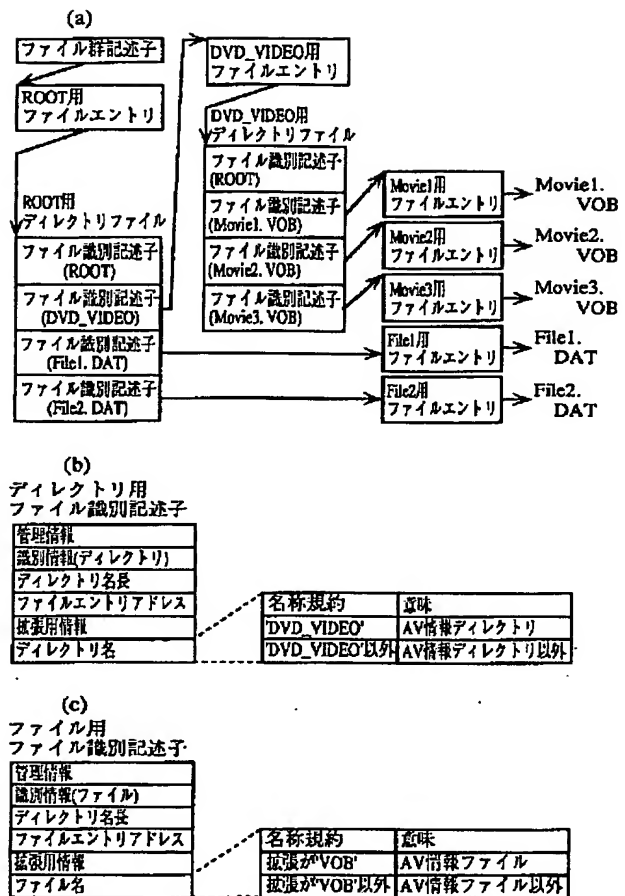 (a)
ファイル群記述子
ROOT用
ファイルエントリ
ROOT用
ディレクトリファイル
ファイル識別記述子
(ROOT)
ファイル識別記述子
(DVD_VIDEO)
ファイル識別記述子
(File1. DAT)
ファイル識別記述子
(File2. DAT)
DVD_VIDEO用
ファイルエントリ
DVD_VIDEO用
ディレクトリファイル
ファイル識別記述子
(ROOT)
ファイル識別記述子
(Movie1. VOB)
ファイル識別記述子
(Movie2. VOB)
ファイル識別記述子
(Movie3. VOB)
Movie1用
ファイルエントリ
Movie1.
VOB
Movie2用
ファイルエントリ
Movie2.
VOB
Movie3用
ファイルエントリ
Movie3.
VOB
File1用
ファイルエントリ
File1.
DAT
File2用
ファイルエントリ
File2.
DAT
(b)
ディレクトリ用
ファイル識別記述子
管理情報
識別情報(ディレクトリ)
ディレクトリ名長
ファイルエントリアドレス
拡張用情報
ディレクトリ名
名称規約 意味
'DVD_VIDEO' AV情報ディレクトリ
'DVD_VIDEO'以外 AV情報ディレクトリ以外
(c)
ファイル用
ファイル識別記述子
管理情報
識別情報(ファイル)
ディレクトリ名長
ファイルエントリアドレス
拡張用情報
ファイル名
名称規約 意味
拡張が'VOB' AV情報ファイル
拡張が'VOB'以外 AV情報ファイル以外